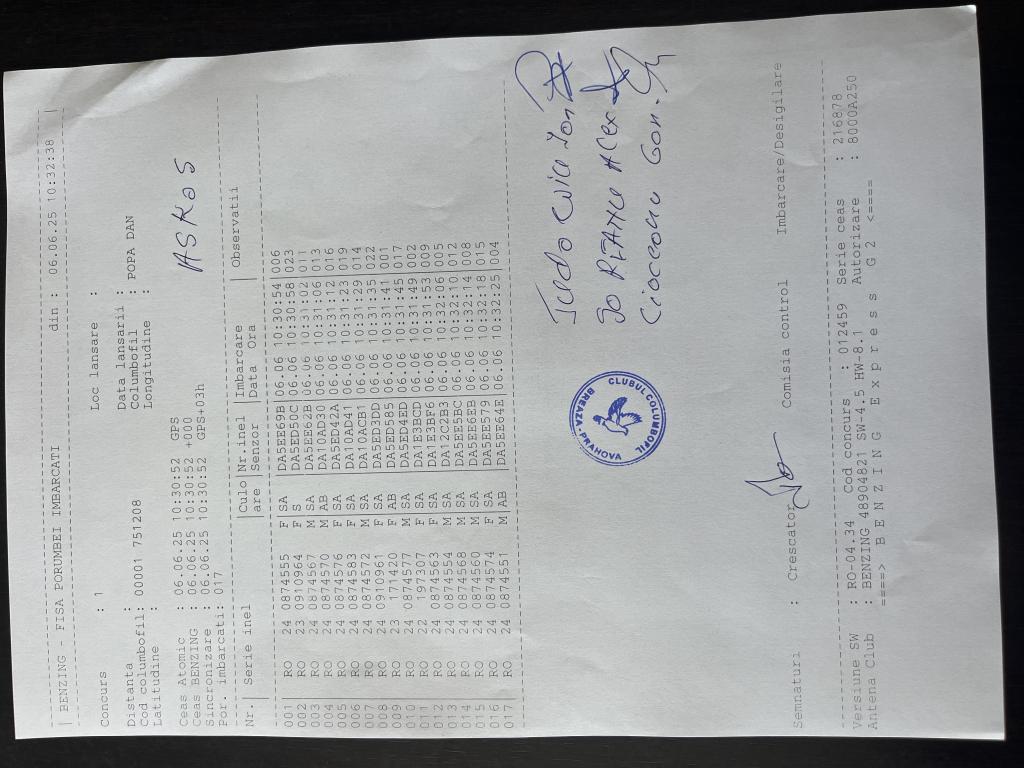 | BENZING - FISA PORUMBEI IMBARCATI din : 06.06.25 10:32:38 |
Concurs : 1 Loc lansare :
Distanta : Data lansarii :
Cod columbofil: 00001 751208 Columbofil : POPA DAN
Latitudine : Longitudine :
Ceas Atomic : 06.06.25 10:30:52 GPS
Ceas BENZING : 06.06.25 10:30:52 +000
Sincronizare : 06.06.25 10:30:52 GPS+03h
Por. imbarcati: 017
ASKOS
Nr.| Serie inel |Culo|Nr.inel |Imbarcare | Observatii
|are |Senzor |Data Ora |
001 RO 24 0874555 F SA |DA5EE69B|06.06 10:30:54|006
002 RO 23 0910964 F S |DA5ED50C|06.06 10:30:58|023
003 RO 24 0874567 M SA |DA5ED62B|06.06 10:31:02|011
004 RO 24 0874570 M AB |DA10AD30|06.06 10:31:06|013
005 RO 24 0874576 F SA |DA5ED42A|06.06 10:31:12|016
006 RO 24 0874583 F SA |DA10AD41|06.06 10:31:23|019
007 RO 24 0874572 M SA |DA10ACB1|06.06 10:31:29|014
008 RO 24 0910961 F SA |DA5ED3DD|06.06 10:31:35|022
009 RO 23 171420 F AB |DA5ED585|06.06 10:31:41|001
010 RO 24 0874577 M SA |DA5ED4ED|06.06 10:31:45|017
011 RO 22 197307 M SA |DA1E3BCD|06.06 10:31:49|002
012 RO 24 0874563 F SA |DA1E3BF6|06.06 10:31:53|009
013 RO 24 0874554 M SA |DA12C2B3|06.06 10:32:06|005
014 RO 24 0874568 M SA |DA5EE5BC|06.06 10:32:10|012
015 RO 24 0874560 M SA |DA5EE6EB|06.06 10:32:14|008
016 RO 24 0874574 F SA |DA5EE579|06.06 10:32:18|015
017 RO 24 0874551 M AB |DA5EE64E|06.06 10:32:25|004
CLUBUL COLUMBOFIL
BREAZA-PRAHOVA
Semnaturi : Crescator Comisia control Imbarcare/Desigilare
Versiune SW : RO-04.34 Cod concurs : 012459 Serie ceas : 216878
Antena Club : BENZING 48904821 SW-4.5 HW-8.1 Autorizare : 8000A250
====> B E N Z I N G E x p r e s s G 2 <====